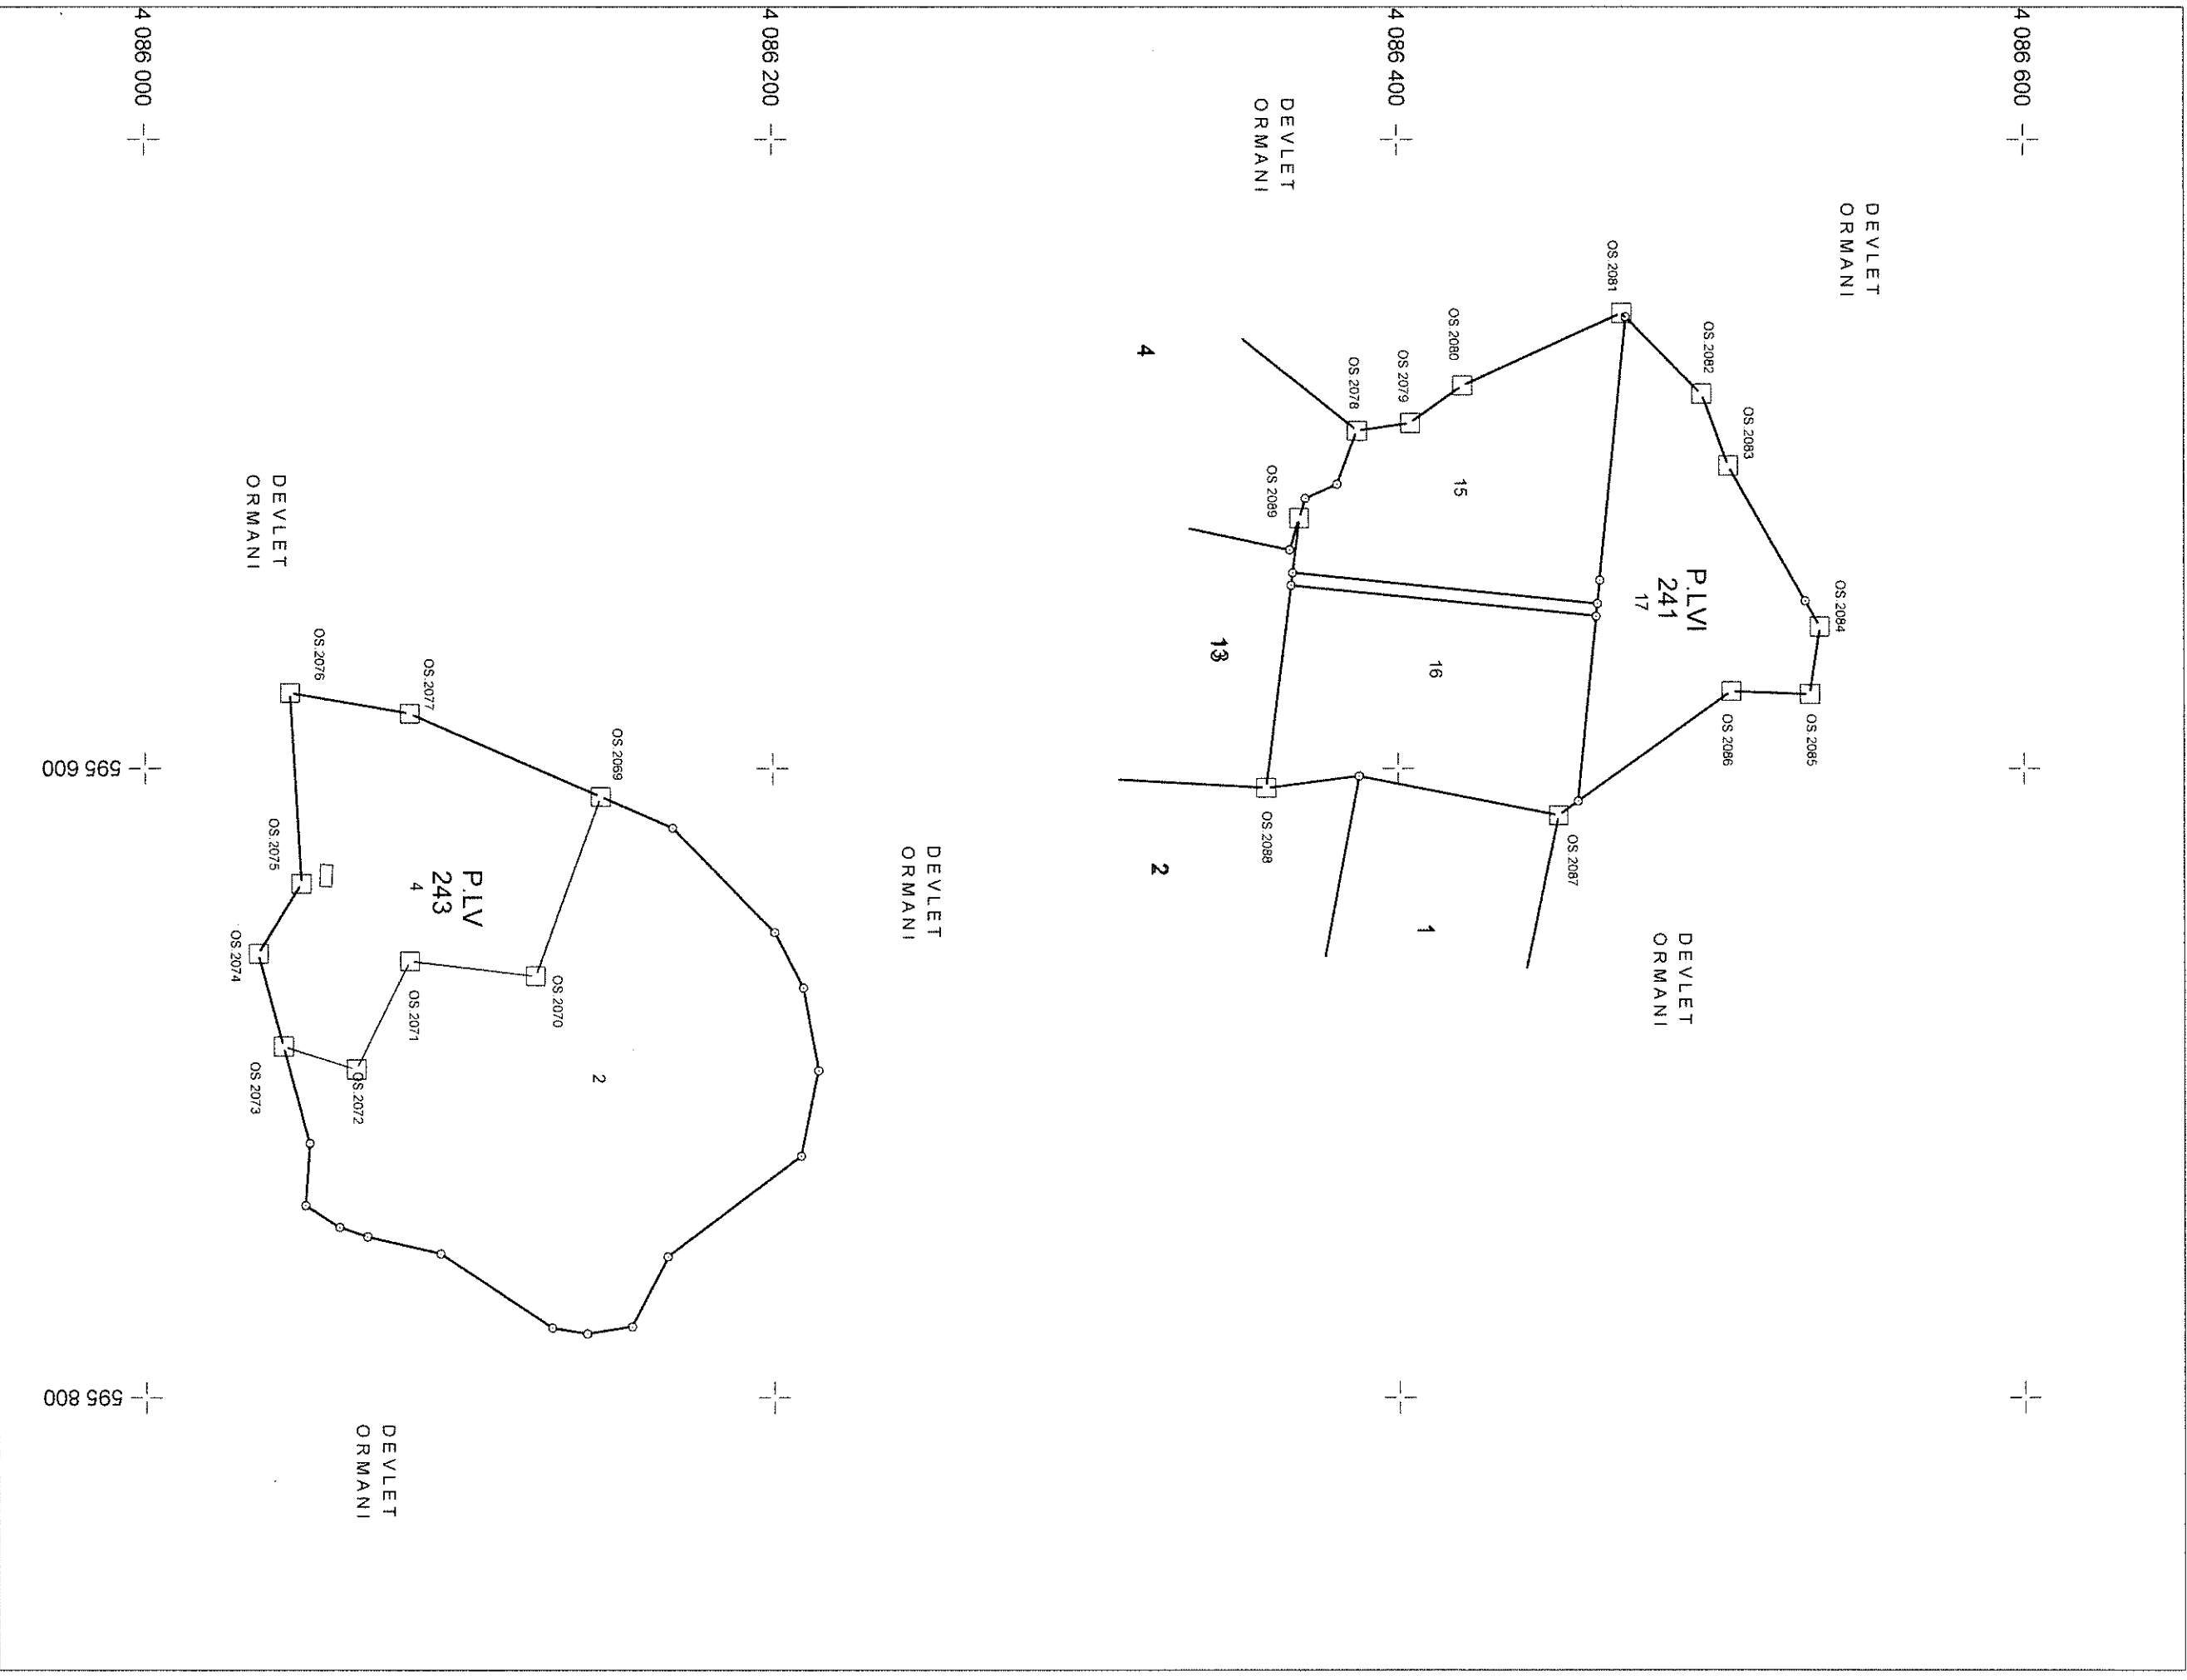 4 086 600
DEVLET
ORMANI
OS.2084
OS.2085
OS.2083
OS.2082
OS.2086
OS.2081
P.LVI
241
17
DEVLET
ORMANI
OS.2087
OS.2080
15
16
1
4 086 400
OS.2079
OS.2078
DEVLET
ORMANI
OS.2089
OS.2088
13
4
2
DEVLET
ORMANI
4 086 200
OS.2069
2
OS.2070
P.LV
243
4
OS.2077
OS.2071
OS.2072
OS.2076
DEVLET
ORMANI
OS.2075
OS.2074
OS.2073
DEVLET
ORMANI
4 086 000
595 600
595 800